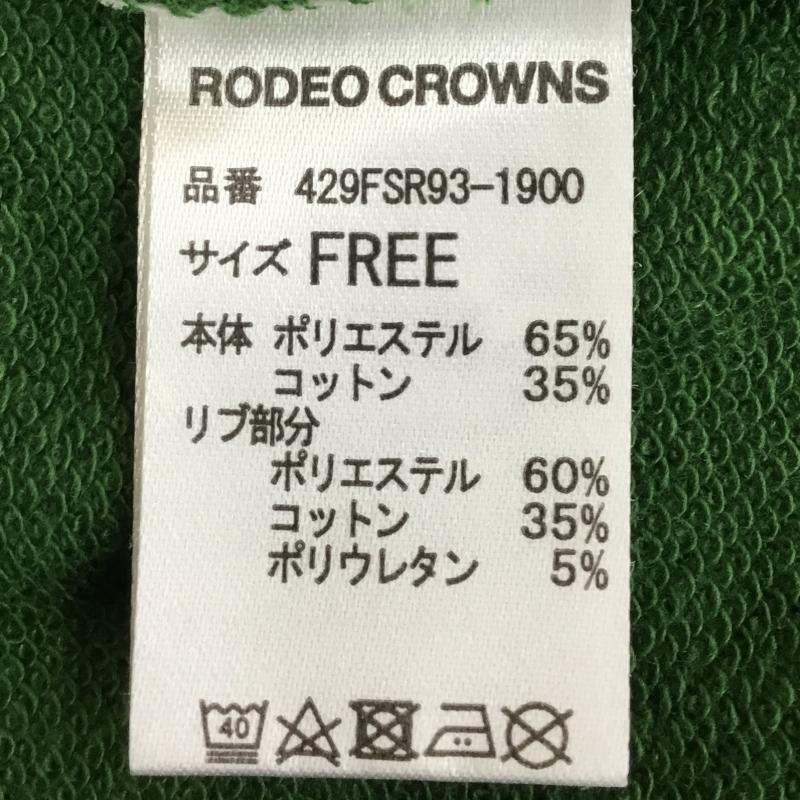 RODEO CROWNS
品番 429FSR93-1900
サイズ FREE
本体 ポリエステル 65%
コットン 35%
リブ部分
ポリエステル 60%
コットン 35%
ポリウレタン 5%
40